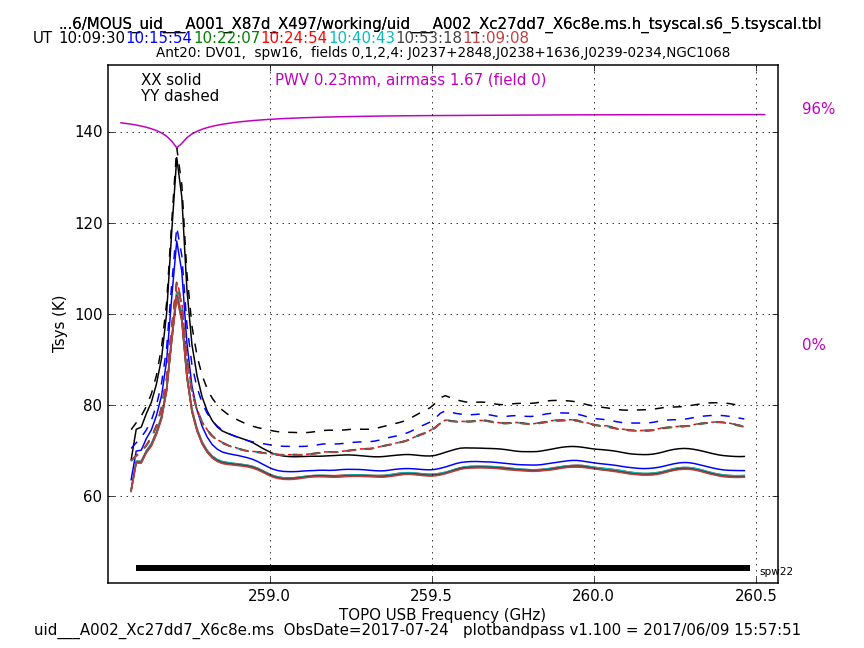 ...6/MOUS_uid___A001_X87d_X497/working/uid___A002_Xc27dd7_X6c8e.ms.h_tsyscal.s6_5.tsyscal.tbl
UT 10:09:30 10:15:54 10:22:07 10:24:54 10:40:43 10:53:18 11:09:08
Ant20: DV01, spw16, fields 0,1,2,4: J0237+2848,J0238+1636,J0239-0234,NGC1068
XX solid
YY dashed
PWV 0.23mm, airmass 1.67 (field 0)
96%
0%
140
120
100
80
60
Tsys (K)
spw22
259.0 259.5 260.0 260.5
TOPO USB Frequency (GHz)
uid___A002_Xc27dd7_X6c8e.ms ObsDate=2017-07-24 plotbandpass v1.100 = 2017/06/09 15:57:51